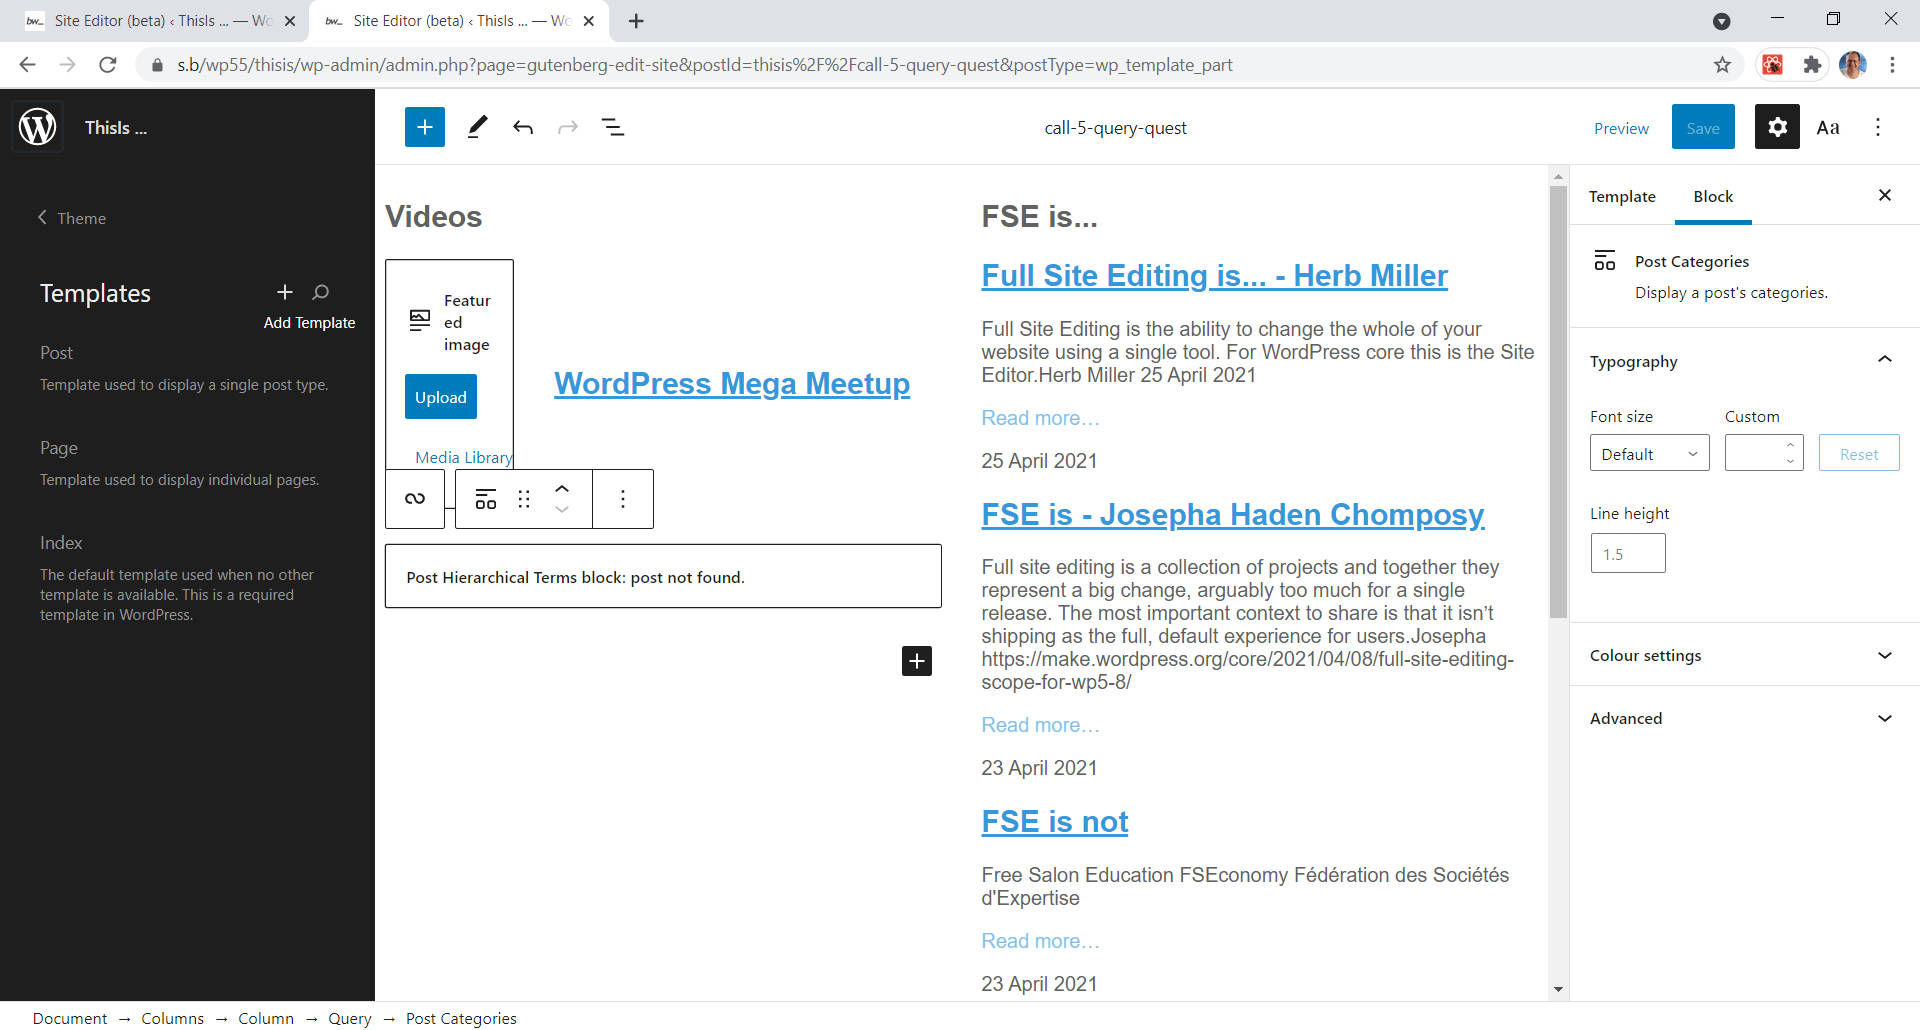 bw_ Site Editor (beta) ‹ ThisIs ... — Wo
bw_ Site Editor (beta) ‹ ThisIs ... — Wo
s.b/wp55/thisis/wp-admin/admin.php?page=gutenberg-edit-site&postId=thisis%2F%2Fcall-5-query-quest&postType=wp_template_part
ThisIs ...
call-5-query-quest
Preview
Save
Aa
Theme
Templates
Add Template
Post
Template used to display a single post type.
Page
Template used to display individual pages.
Index
The default template used when no other
template is available. This is a required
template in WordPress.
Videos
Featur
ed
image
Upload
Media Library
WordPress Mega Meetup
Post Hierarchical Terms block: post not found.
FSE is...
Full Site Editing is... - Herb Miller
Full Site Editing is the ability to change the whole of your
website using a single tool. For WordPress core this is the Site
Editor.Herb Miller 25 April 2021
Read more…
25 April 2021
FSE is - Josepha Haden Chomposy
Full site editing is a collection of projects and together they
represent a big change, arguably too much for a single
release. The most important context to share is that it isn’t
shipping as the full, default experience for users.Josepha
https://make.wordpress.org/core/2021/04/08/full-site-editing-
scope-for-wp5-8/
Read more…
23 April 2021
FSE is not
Free Salon Education FSEconomy Fédération des Sociétés
d'Expertise
Read more…
23 April 2021
Template
Block
Post Categories
Display a post's categories.
Typography
Font size
Custom
Default
Reset
Line height
1.5
Colour settings
Advanced
Document → Columns → Column → Query → Post Categories